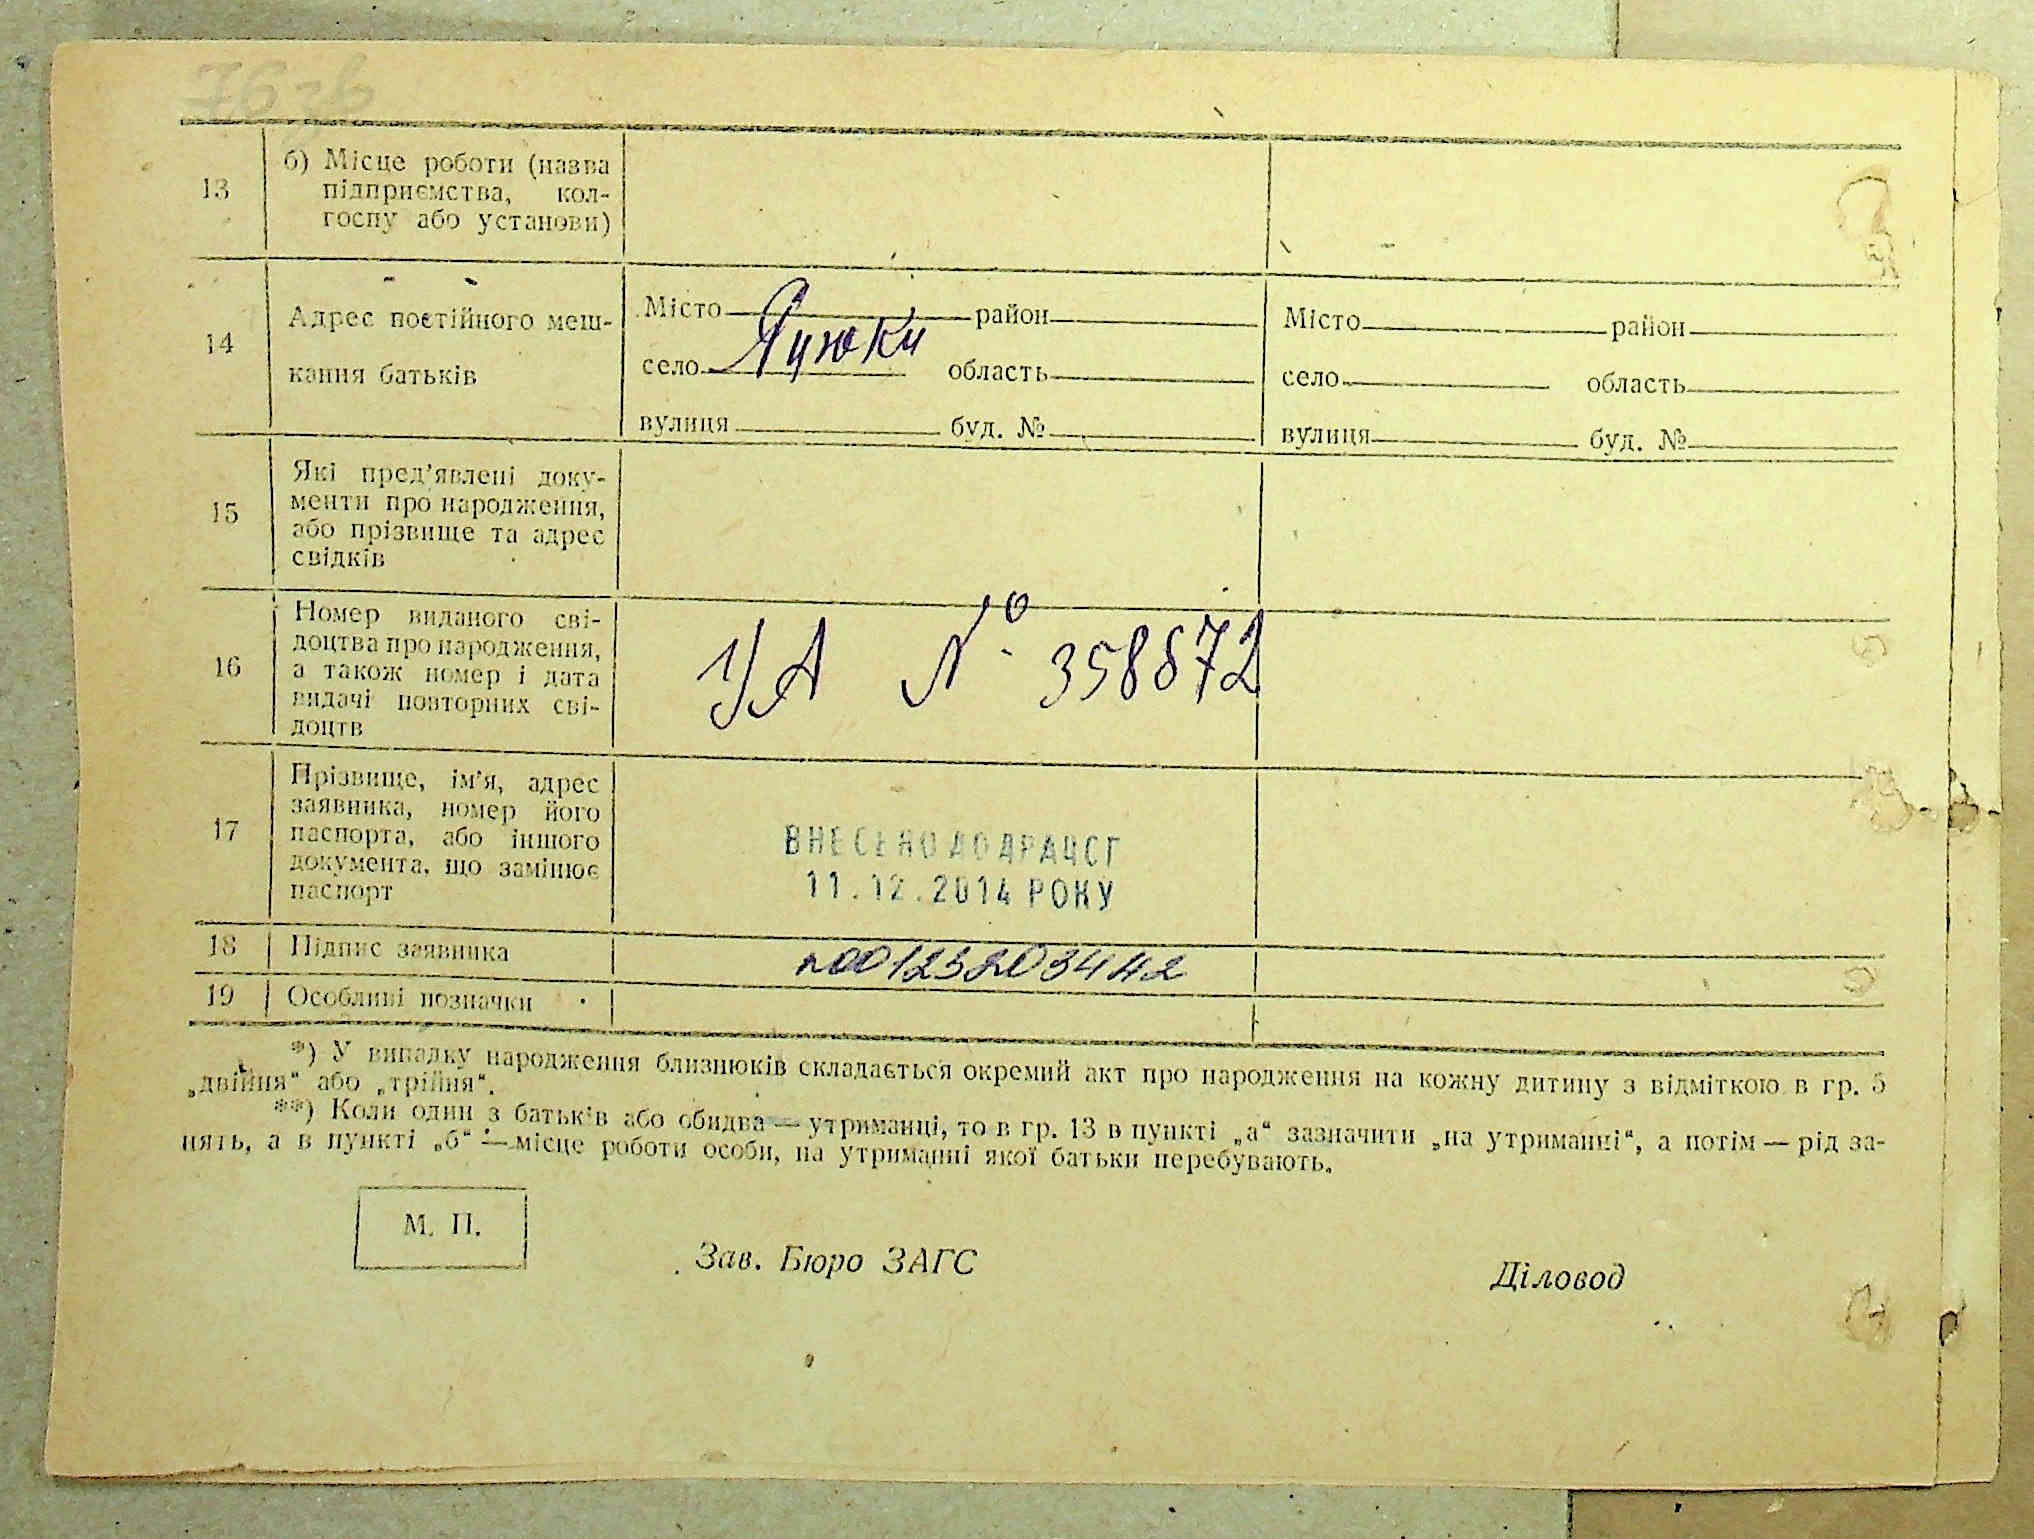 76 зв
13
б) Місце роботи (назва
підприємства, кол-
госпу або установи)
14
Адрес постійного меш-
кання батьків
Місто район
село Яцюки область
вулиця буд. №
Місто район
село область
вулиця буд. №
15
Які пред’явлені доку-
менти про народження,
або прізвище та адрес
свідків
16
Номер виданого сві-
доцтва про народження,
а також номер і дата
видачі повторних сві-
доцтв
№ 358872
17
Прізвище, ім’я, адрес
заявника, номер його
паспорта, або іншого
документа, що замінює
паспорт
ВНЕСЕНО ДО ДРАЦСГ
11.12.2014 РОКУ
18 Підпис заявника
00123203442
19 Особливі позначки
*) У випадку народження близнюків складається окремий акт про народження на кожну дитину з відміткою в гр. 5
„двійня“ або „трійня“.
**) Коли один з батьків або обидва — утриманці, то в гр. 13 в пункті „а“ зазначити „на утриманні“, а потім — рід за-
нять, а в пункті „б“ — місце роботи особи, на утриманні якої батьки перебувають.
М. П.
Зав. Бюро ЗАГС
Діловод